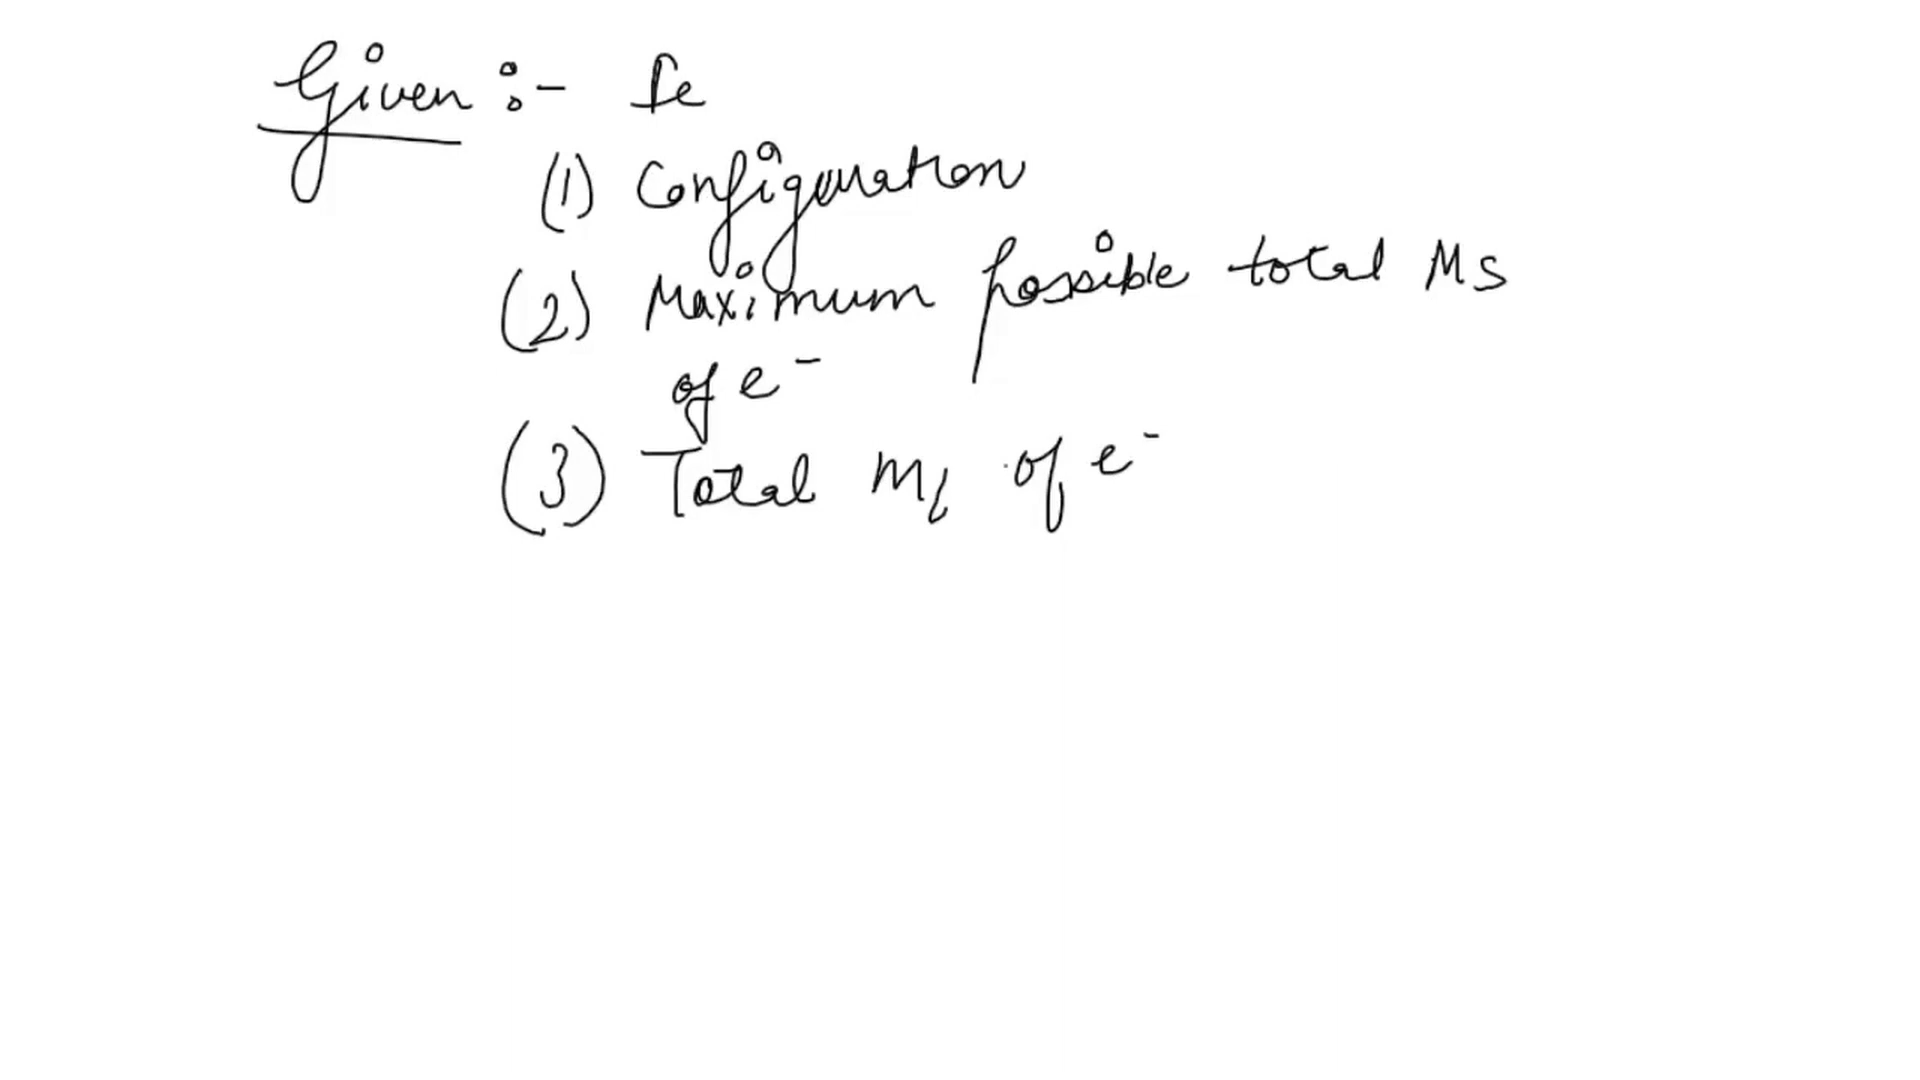 Given :- Fe
(1) Configuration
(2) Maximum possible total Ms
of e⁻
(3) Total Ml of e⁻